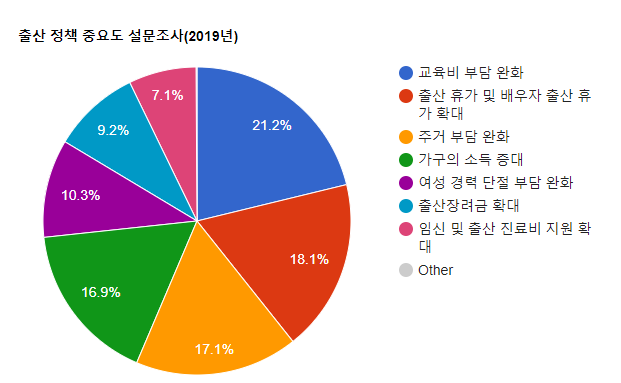 출산 정책 중요도 설문조사(2019년)
21.2%
18.1%
17.1%
16.9%
10.3%
9.2%
7.1%
교육비 부담 완화
출산 휴가 및 배우자 출산 휴
가 확대
주거 부담 완화
가구의 소득 증대
여성 경력 단절 부담 완화
출산장려금 확대
임신 및 출산 진료비 지원 확
대
Other